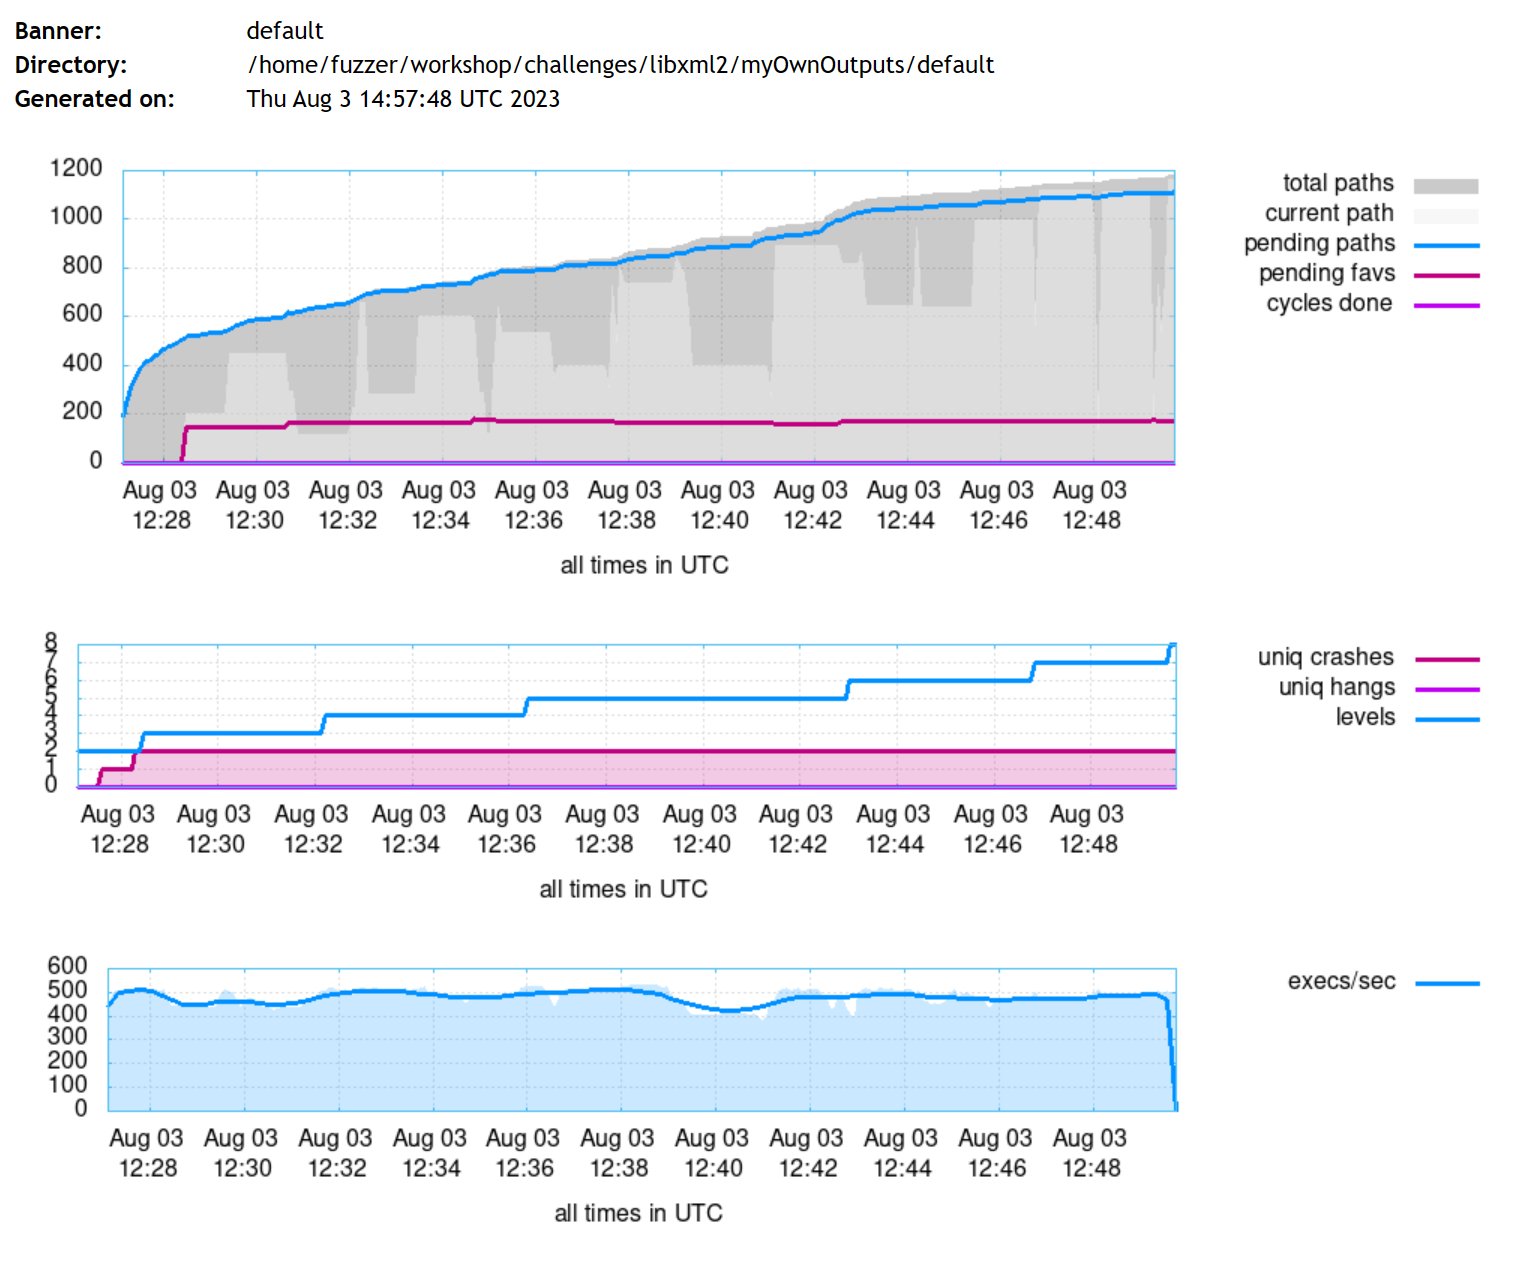 Banner: default
Directory: /home/fuzzer/workshop/challenges/libxml2/myOwnOutputs/default
Generated on: Thu Aug 3 14:57:48 UTC 2023
1200
1000
800
600
400
200
0
total paths
current path
pending paths
pending favs
cycles done
Aug 03 Aug 03 Aug 03 Aug 03 Aug 03 Aug 03 Aug 03 Aug 03 Aug 03 Aug 03 Aug 03
12:28 12:30 12:32 12:34 12:36 12:38 12:40 12:42 12:44 12:46 12:48
all times in UTC
8
7
6
5
4
3
2
1
0
uniq crashes
uniq hangs
levels
Aug 03 Aug 03 Aug 03 Aug 03 Aug 03 Aug 03 Aug 03 Aug 03 Aug 03 Aug 03 Aug 03
12:28 12:30 12:32 12:34 12:36 12:38 12:40 12:42 12:44 12:46 12:48
all times in UTC
600
500
400
300
200
100
0
execs/sec
Aug 03 Aug 03 Aug 03 Aug 03 Aug 03 Aug 03 Aug 03 Aug 03 Aug 03 Aug 03 Aug 03
12:28 12:30 12:32 12:34 12:36 12:38 12:40 12:42 12:44 12:46 12:48
all times in UTC